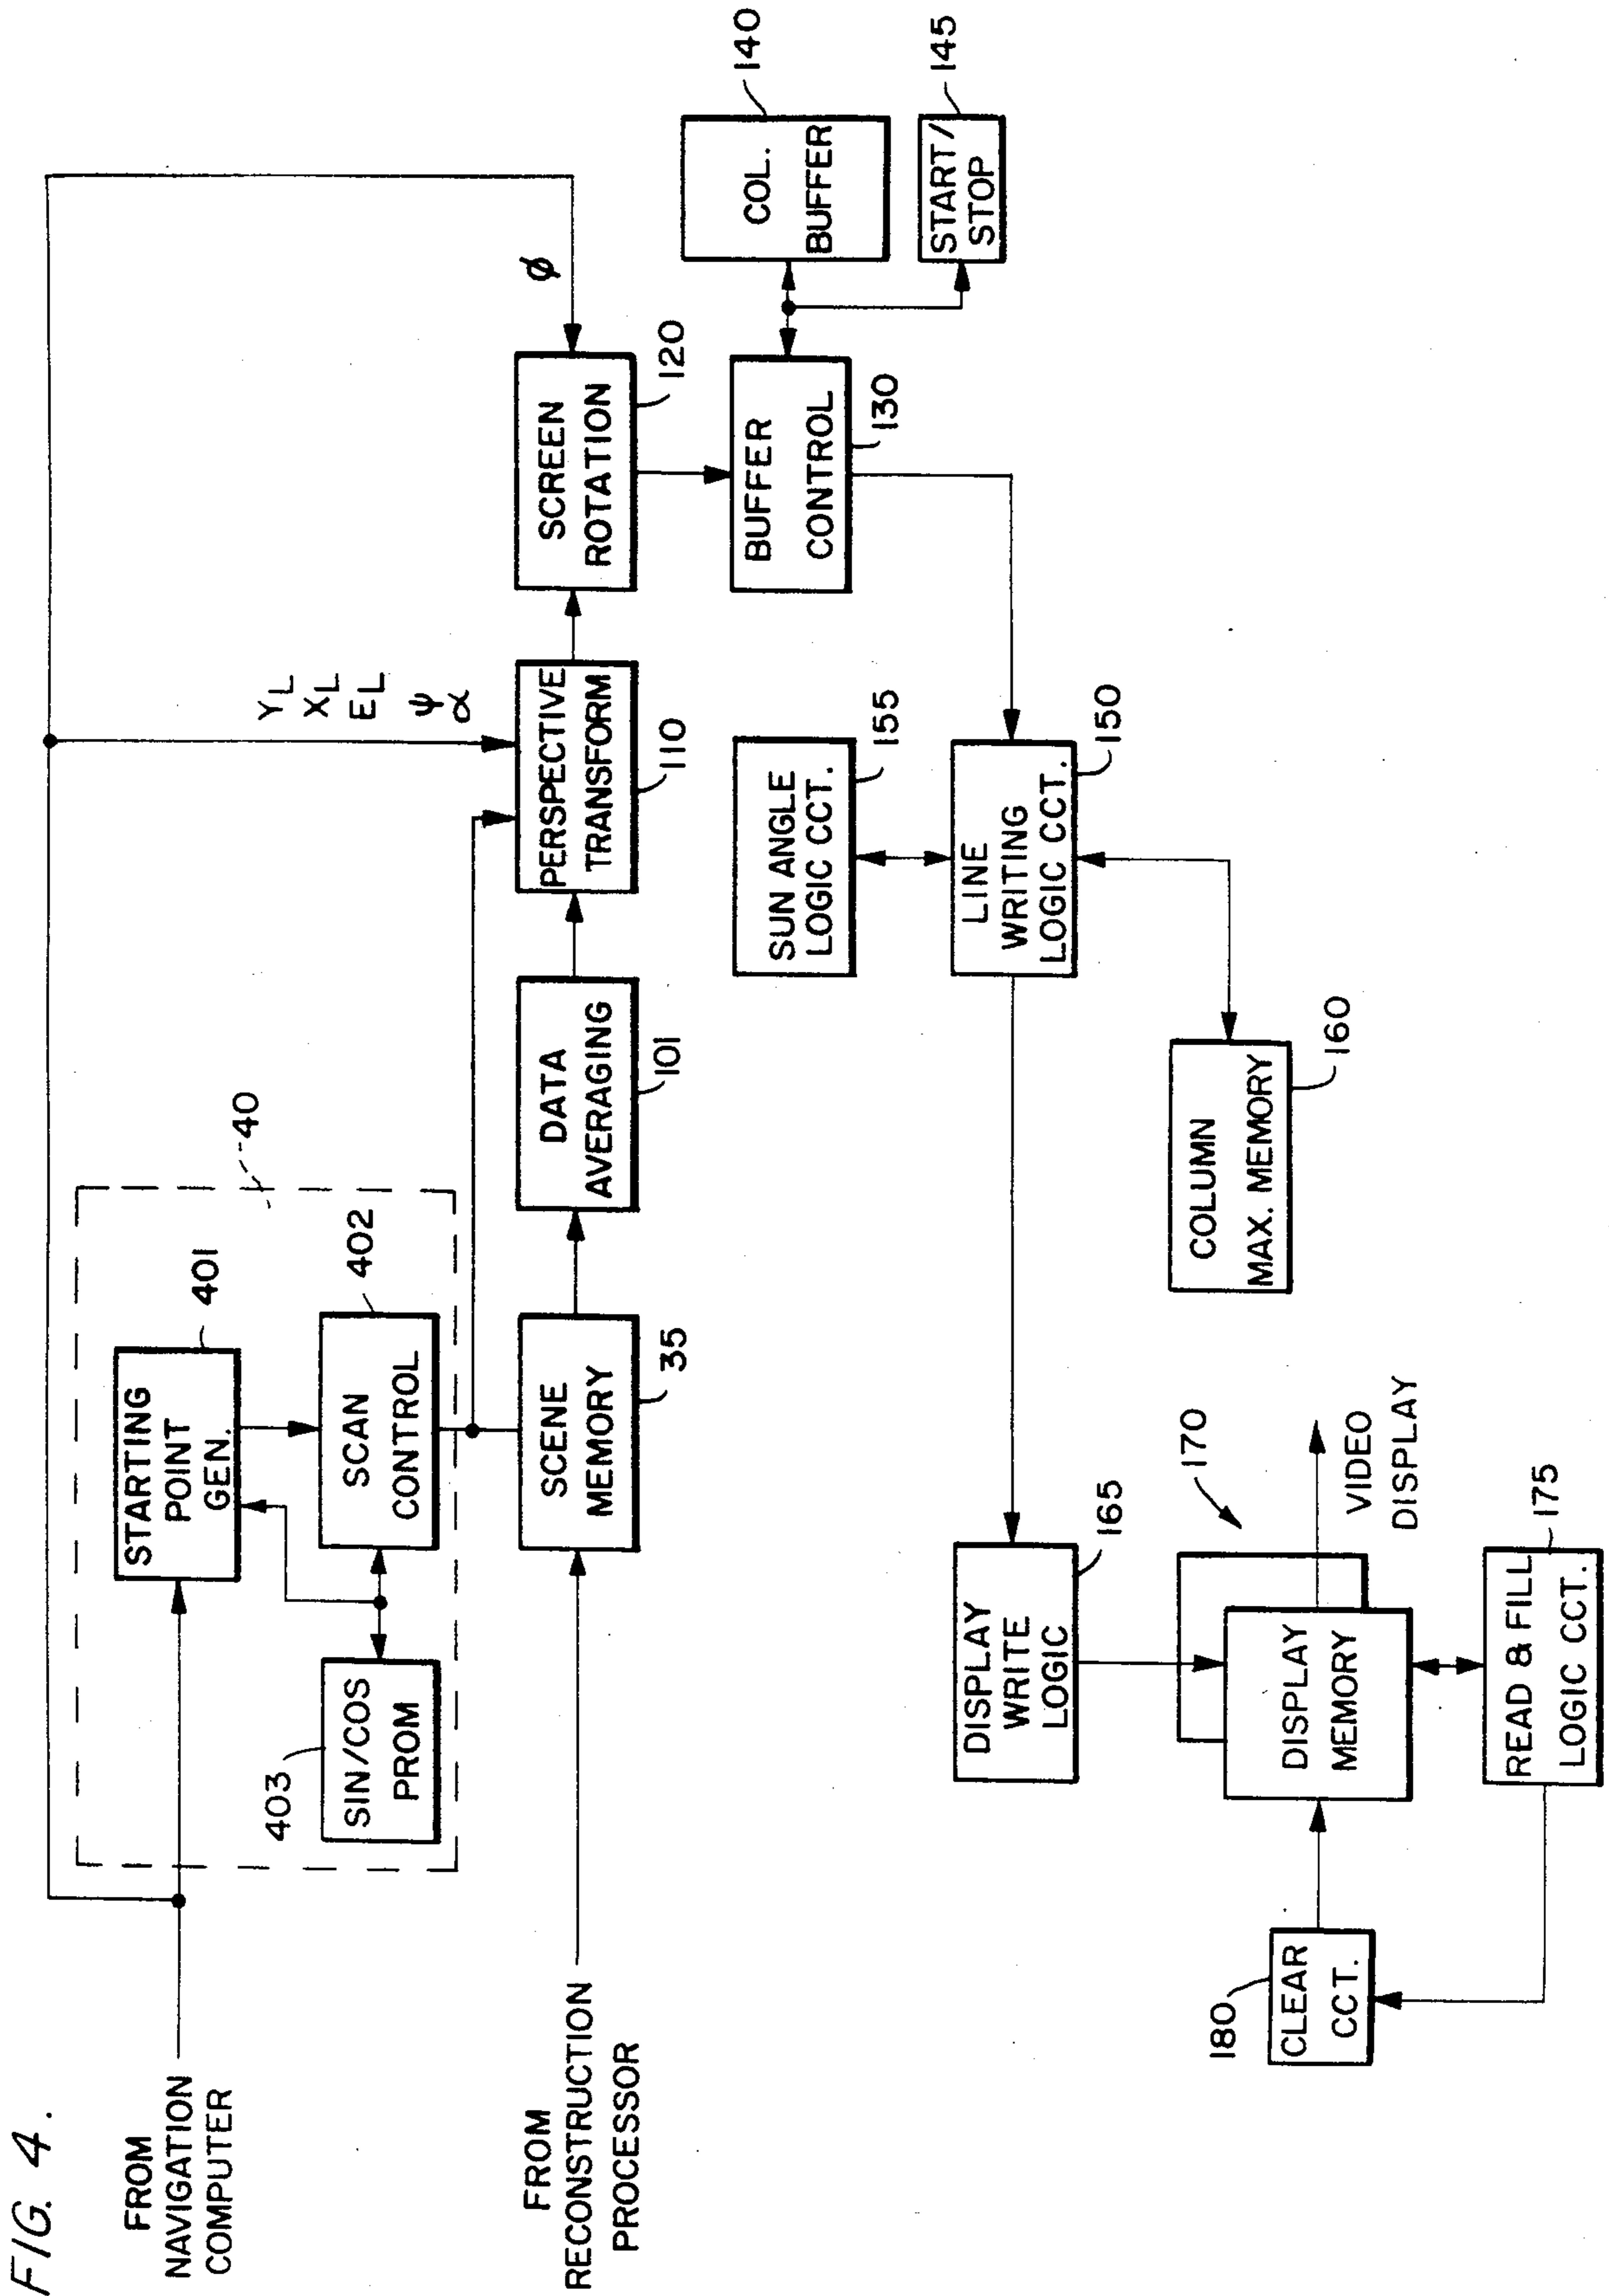 FIG. 4.
FROM
NAVIGATION
COMPUTER
FROM
RECONSTRUCTION
PROCESSOR
40
STARTING
POINT
GEN.
401
SCAN
CONTROL
402
SIN/COS
PROM
403
SCENE
MEMORY
35
DATA
AVERAGING
101
Y L
X L
E L
ψ
α
PERSPECTIVE
TRANSFORM
110
ϕ
SCREEN
ROTATION
120
BUFFER
CONTROL
130
COL.
BUFFER
140
START/
STOP
145
SUN ANGLE
LOGIC CCT.
155
LINE
WRITING
LOGIC CCT.
150
COLUMN
MAX. MEMORY
160
DISPLAY
WRITE
LOGIC
165
170
DISPLAY
MEMORY
VIDEO
DISPLAY
READ & FILL
LOGIC CCT.
175
CLEAR
CCT.
180